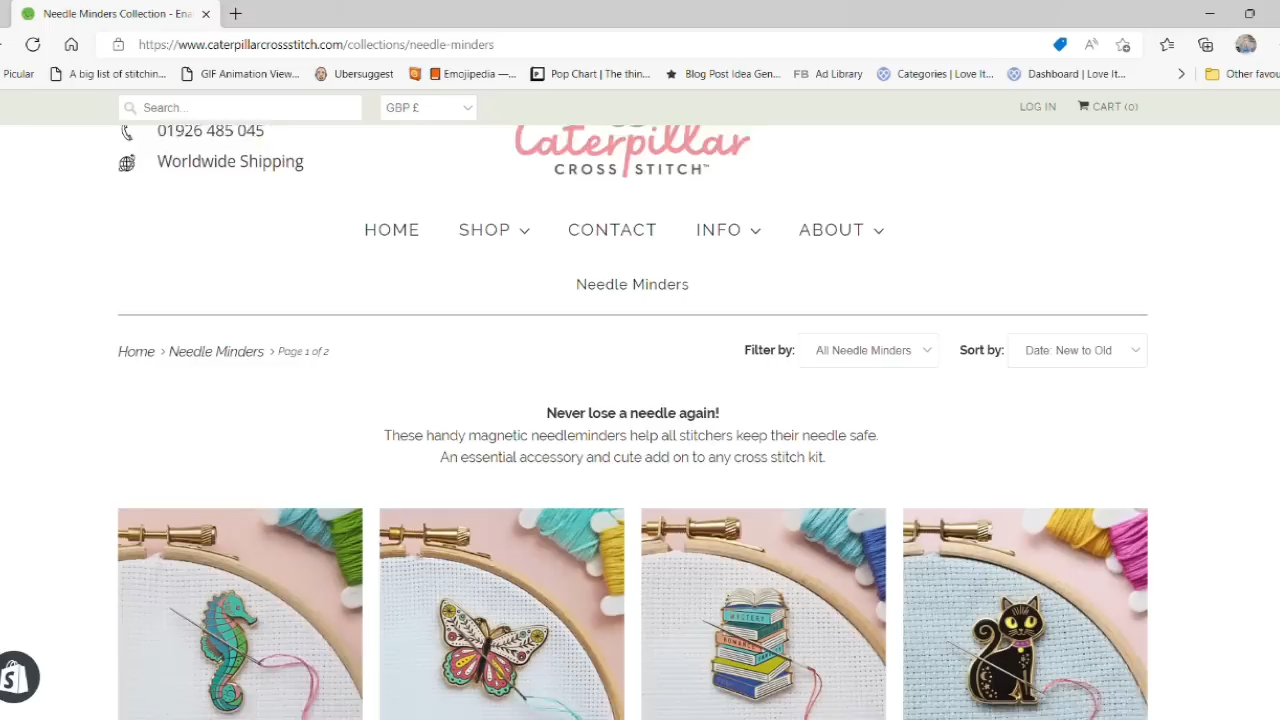 Needle Minders Collection - Ena
https://www.caterpillarcrossstitch.com/collections/needle-minders
Picular
A big list of stitchin...
GIF Animation View...
Ubersuggest
Emojipedia —...
Pop Chart | The thin...
Blog Post Idea Gen...
FB Ad Library
Categories | Love It...
Dashboard | Love It...
Other favou
Search...
GBP £
LOG IN
CART (0)
01926 485 045
Worldwide Shipping
Caterpillar
CROSS STITCH™
HOME
SHOP
CONTACT
INFO
ABOUT
Needle Minders
Home > Needle Minders > Page 1 of 2
Filter by:
All Needle Minders
Sort by:
Date: New to Old
Never lose a needle again!
These handy magnetic needleminders help all stitchers keep their needle safe.
An essential accessory and cute add on to any cross stitch kit.
MYSTERY
ROMANCE